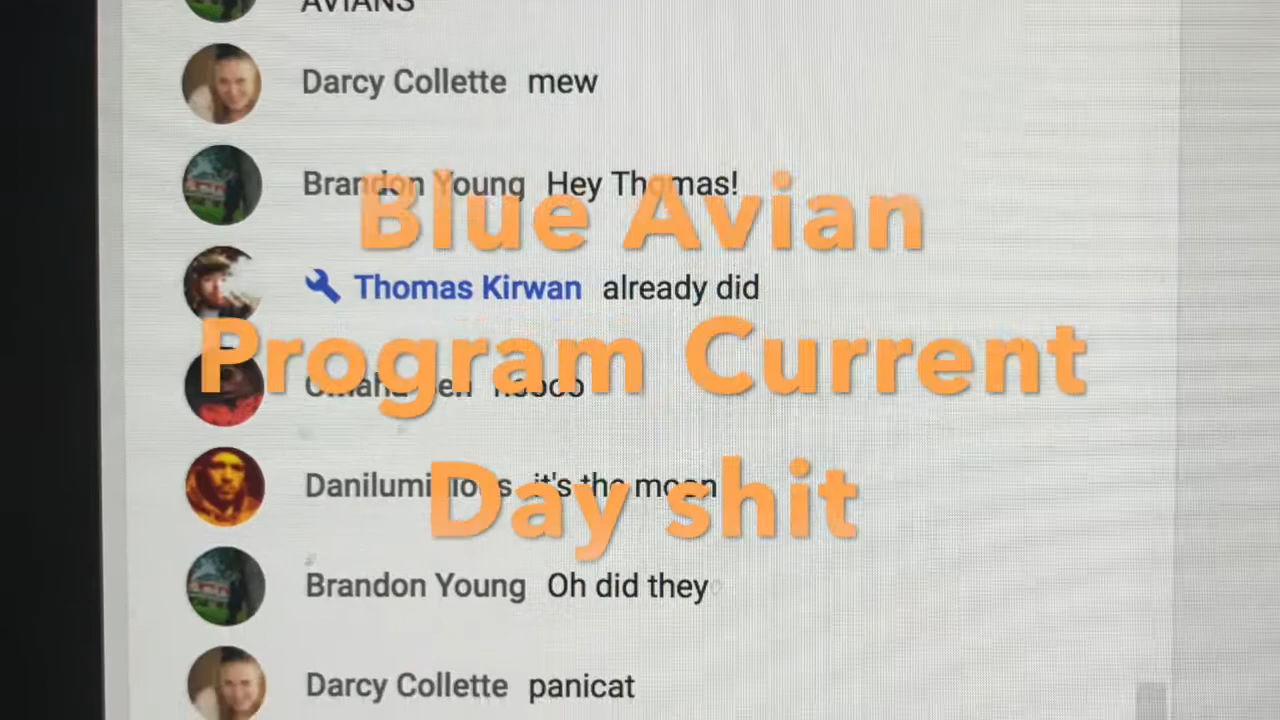 AVIANS
Darcy Collette mew
Brandon Young Hey Thomas!
Blue Avian
Thomas Kirwan already did
Program Current
Day shit
it's the moon
Brandon Young Oh did they
Darcy Collette panicat